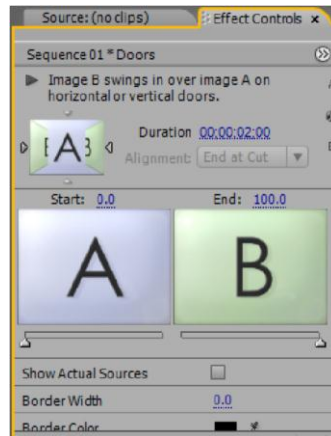 Source: (no clips) Effect Controls x
Sequence 01 * Doors
Image B swings in over image A on
horizontal or vertical doors.
A B
Duration 00:00:02:00
Alignment: End at Cut
Start: 0.0 End: 100.0
A B
Show Actual Sources
Border Width 0.0
Border Color